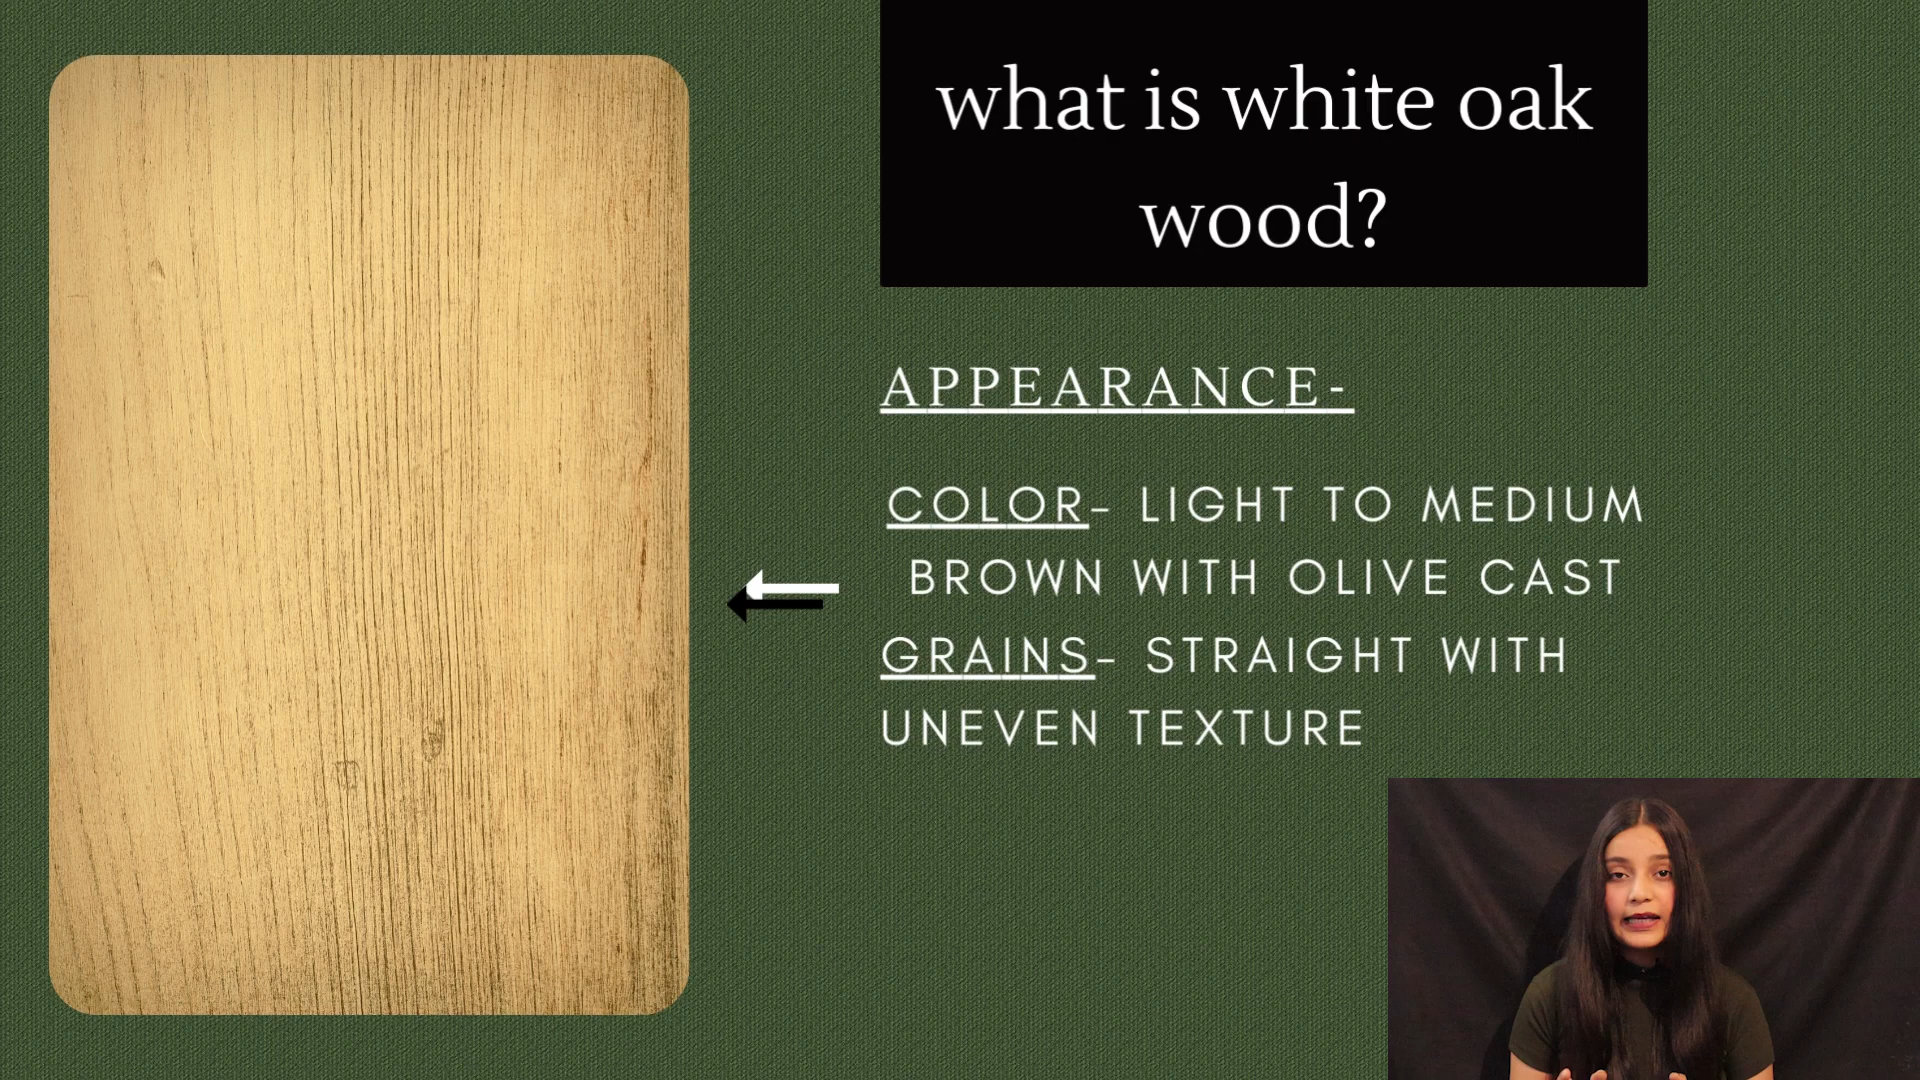 what is white oak
wood?
APPEARANCE-
COLOR- LIGHT TO MEDIUM
BROWN WITH OLIVE CAST
GRAINS- STRAIGHT WITH
UNEVEN TEXTURE